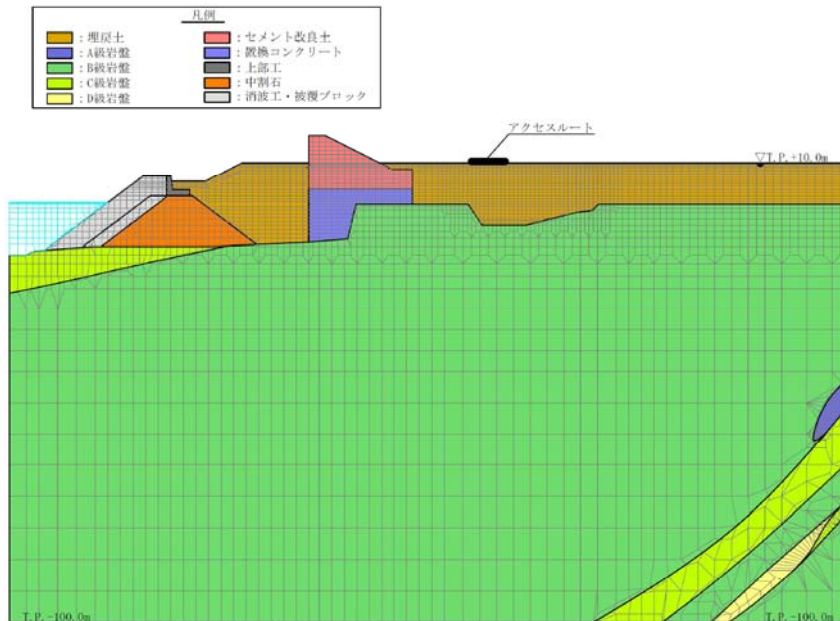 凡例
：埋戻土
：A級岩盤
：B級岩盤
：C級岩盤
：D級岩盤
：セメント改良土
：置換コンクリート
：上部工
：中割石
：消波工・被覆ブロック
アクセスルート
▽T.P.+10.0m
T.P.-100.0m
T.P.-100.0m